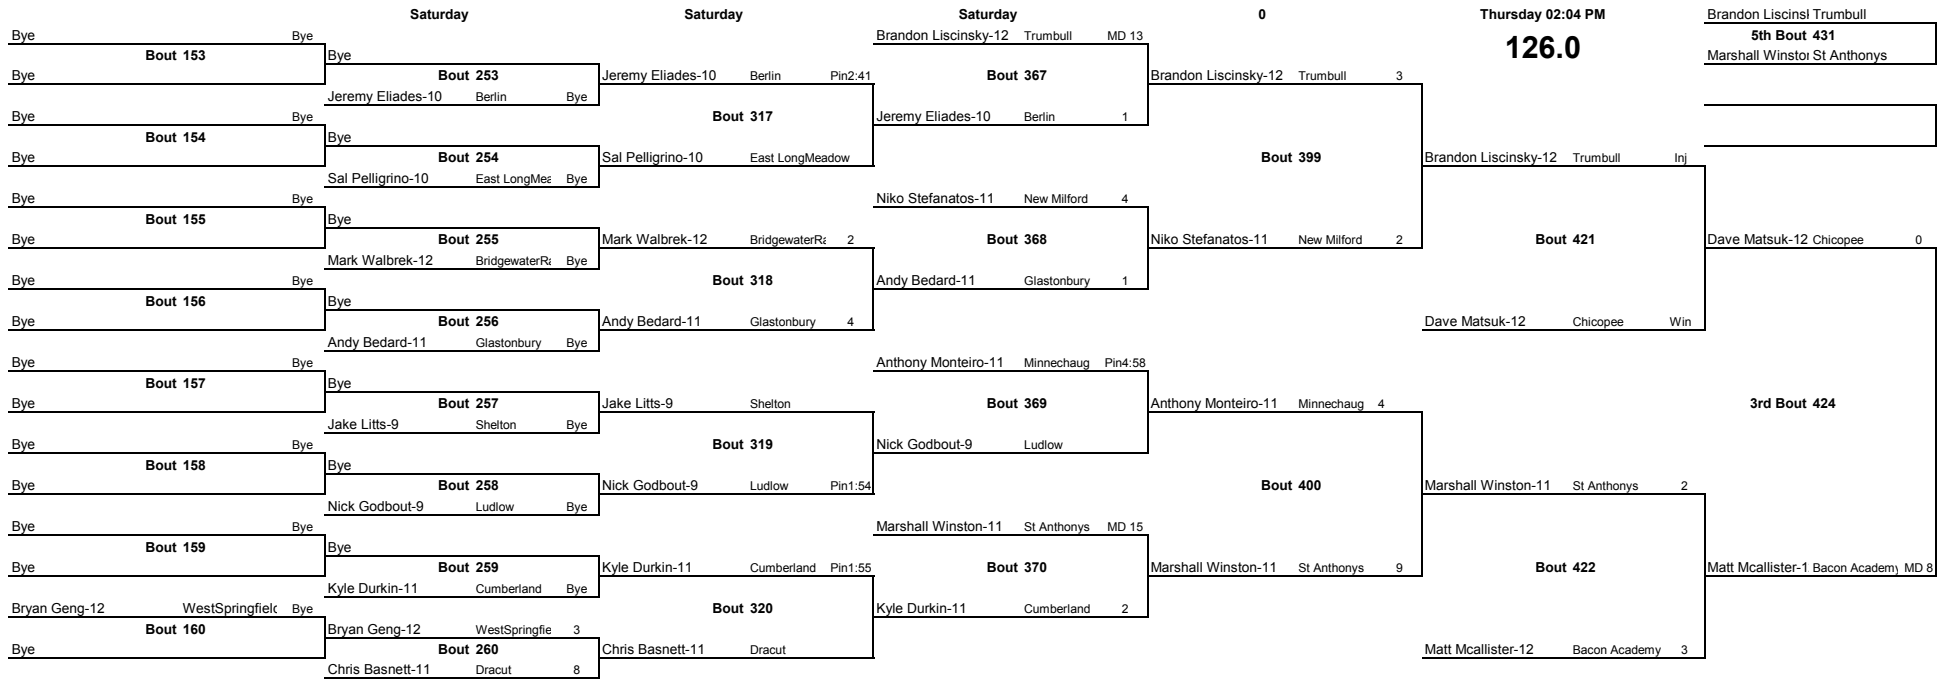 Saturday Saturday Saturday 0 Thursday 02:04 PM Brandon Liscinsl Trumbull
Bye Bye Brandon Liscinsky-12 Trumbull MD 13 126.0 5th Bout 431
Bout 153 Bye Marshall Winstor St Anthonys
Bye Bout 253 Jeremy Eliades-10 Berlin Pin2:41 Bout 367 Brandon Liscinsky-12 Trumbull 3
Jeremy Eliades-10 Berlin Bye
Bye Bye Bout 317 Jeremy Eliades-10 Berlin 1
Bout 154 Bye
Bye Bout 254 Sal Pelligrino-10 East LongMeadow Bout 399 Brandon Liscinsky-12 Trumbull Inj
Sal Pelligrino-10 East LongMea Bye
Bye Bye Niko Stefanatos-11 New Milford 4
Bout 155 Bye
Bye Bout 255 Mark Walbrek-12 BridgewaterRa 2 Bout 368 Niko Stefanatos-11 New Milford 2 Bout 421 Dave Matsuk-12 Chicopee 0
Mark Walbrek-12 BridgewaterRa Bye
Bye Bye Bout 318 Andy Bedard-11 Glastonbury 1
Bout 156 Bye
Bye Bout 256 Andy Bedard-11 Glastonbury 4 Dave Matsuk-12 Chicopee Win
Andy Bedard-11 Glastonbury Bye
Bye Bye Anthony Monteiro-11 Minnechaug Pin4:58
Bout 157 Bye
Bye Bout 257 Jake Litts-9 Shelton Bout 369 Anthony Monteiro-11 Minnechaug 4 3rd Bout 424
Jake Litts-9 Shelton Bye
Bye Bye Bout 319 Nick Godbout-9 Ludlow
Bout 158 Bye
Bye Bout 258 Nick Godbout-9 Ludlow Pin1:54 Bout 400 Marshall Winston-11 St Anthonys 2
Nick Godbout-9 Ludlow Bye
Bye Bye Marshall Winston-11 St Anthonys MD 15
Bout 159 Bye
Bye Bout 259 Kyle Durkin-11 Cumberland Pin1:55 Bout 370 Marshall Winston-11 St Anthonys 9 Bout 422 Matt Mcallister-1 Bacon Academy MD 8
Kyle Durkin-11 Cumberland Bye
Bryan Geng-12 WestSpringfielc Bye Bout 320 Kyle Durkin-11 Cumberland 2
Bout 160 Bryan Geng-12 WestSpringfie 3
Bye Bout 260 Chris Basnett-11 Dracut Matt Mcallister-12 Bacon Academy 3
Chris Basnett-11 Dracut 8